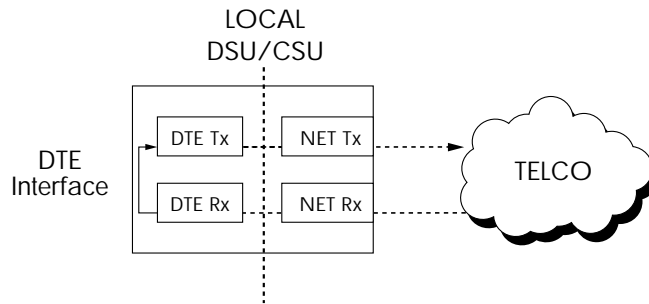 LOCAL
DSU/CSU
DTE
Interface
DTE Tx
NET Tx
DTE Rx
NET Rx
TELCO